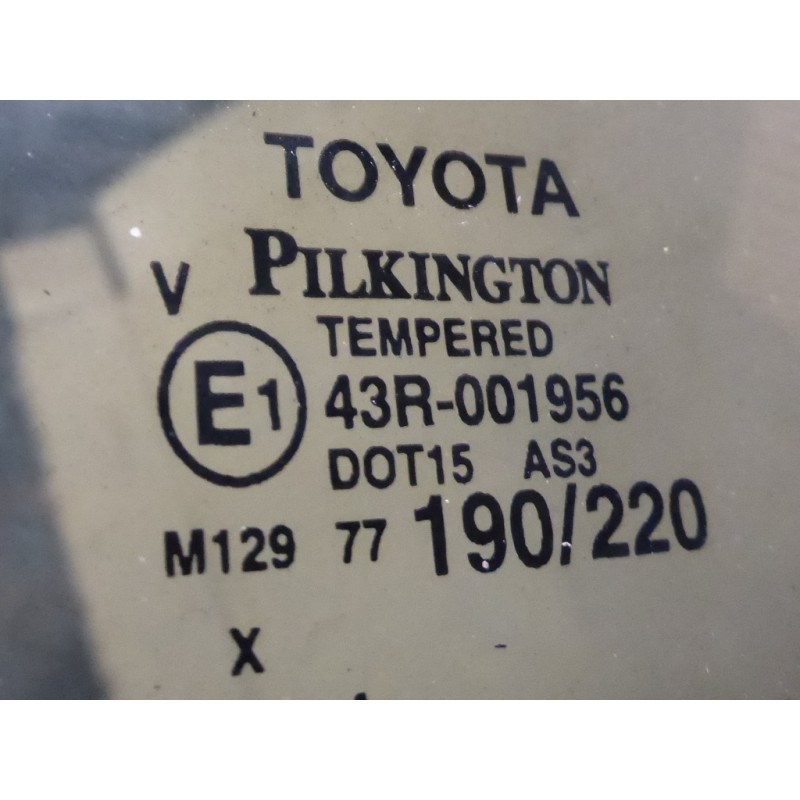 TOYOTA
V PILKINGTON
TEMPERED
E1 43R-001956
DOT15 AS3
M129 77 190/220
X